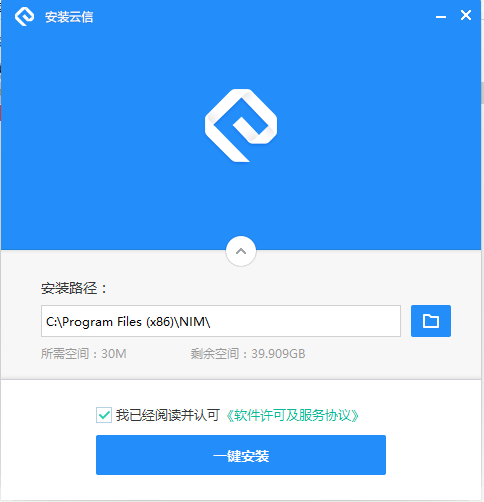 安装云信
安装路径：
C:\Program Files (x86)\NIM\
所需空间：30M 剩余空间：39.909GB
我已经阅读并认可《软件许可及服务协议》
一键安装